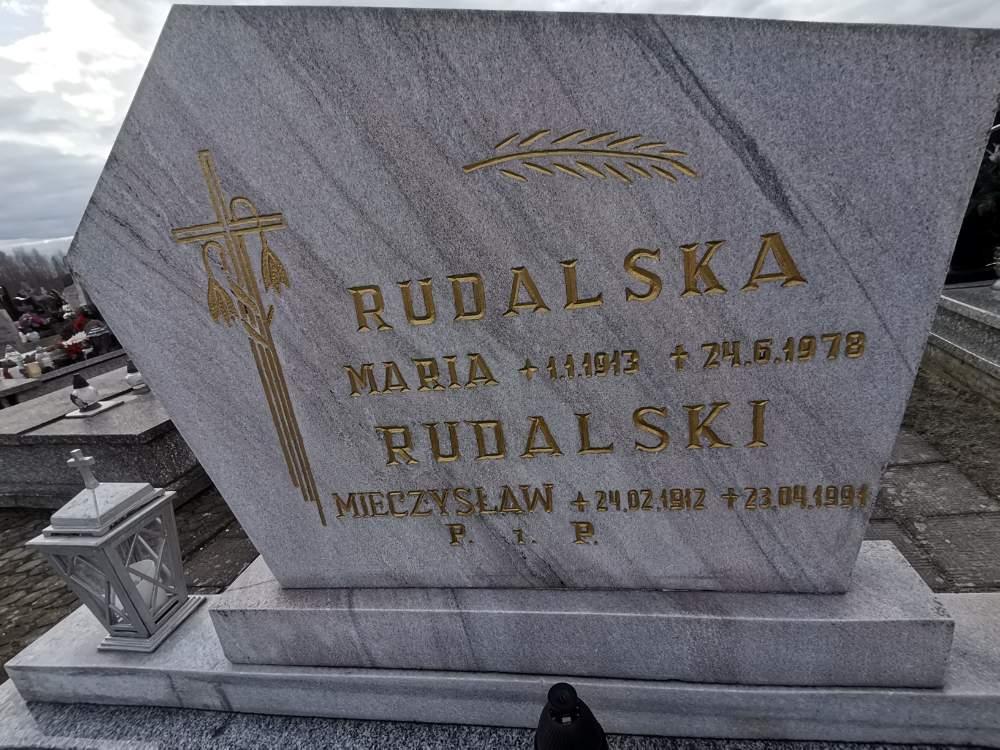 RUDALSKA
MARIA +1.1.1913 +24.6.1978
RUDALSKI
MIECZYSŁAW +24.02.1912 +23.04.1991
P. i. P.